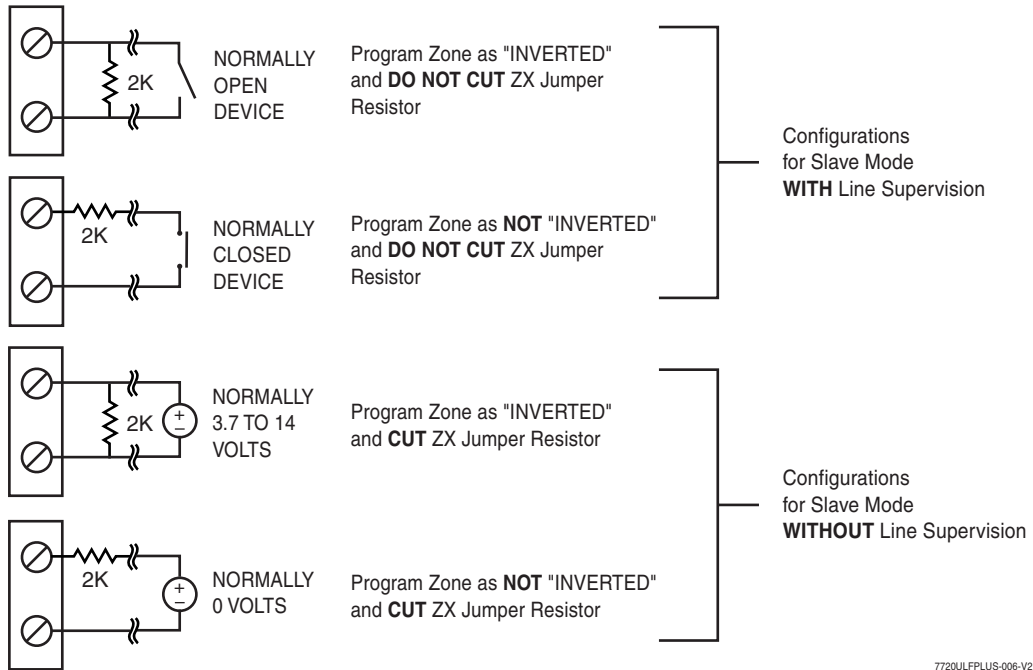 2K
NORMALLY
OPEN
DEVICE
Program Zone as "INVERTED"
and DO NOT CUT ZX Jumper
Resistor
2K
NORMALLY
CLOSED
DEVICE
Program Zone as NOT "INVERTED"
and DO NOT CUT ZX Jumper
Resistor
Configurations
for Slave Mode
WITH Line Supervision
2K
+
–
NORMALLY
3.7 TO 14
VOLTS
Program Zone as "INVERTED"
and CUT ZX Jumper Resistor
2K
+
–
NORMALLY
0 VOLTS
Program Zone as NOT "INVERTED"
and CUT ZX Jumper Resistor
Configurations
for Slave Mode
WITHOUT Line Supervision
7720ULFPLUS-006-V2